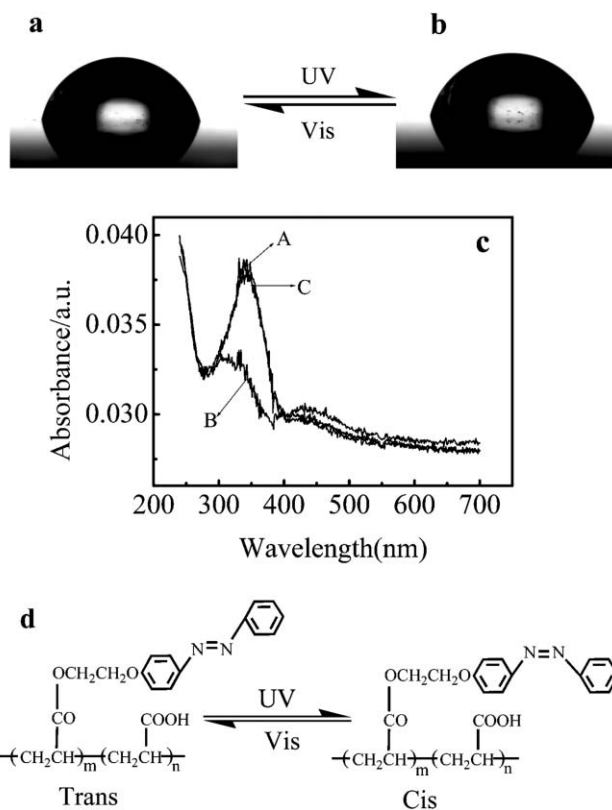 a
b
UV
Vis
c
Absorbance/a.u.
0.040
0.035
0.030
A
C
B
200 300 400 500 600 700
Wavelength(nm)
d
N=N
OCH₂CH₂O
CO
COOH
(CH₂CH)m(CH₂CH)n
Trans
UV
Vis
N=N
OCH₂CH₂O
CO
COOH
(CH₂CH)m(CH₂CH)n
Cis